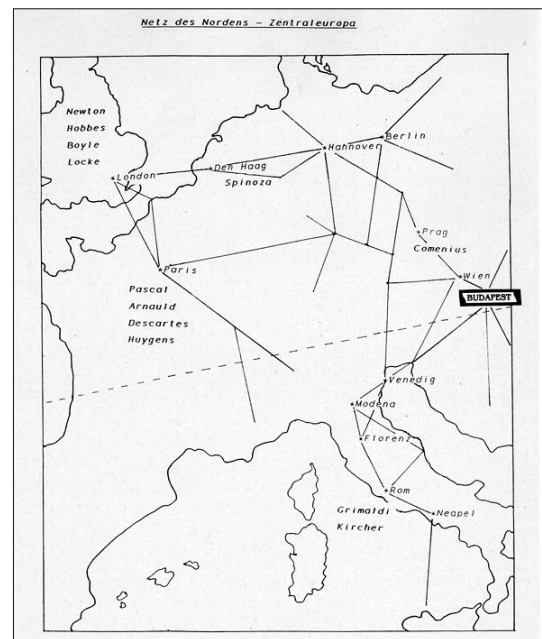 Netz des Nordens – Zentraleuropa
Newton
Hobbes
Boyle
Locke
London
Den Haag
Spinoza
Hahnover
Berlin
Prag
Comenius
Wien
BUDAPEST
Paris
Pascal
Arnauld
Descartes
Huygens
Venedig
Modena
Florenz
Rom
Grimaldi
Kircher
Neapel